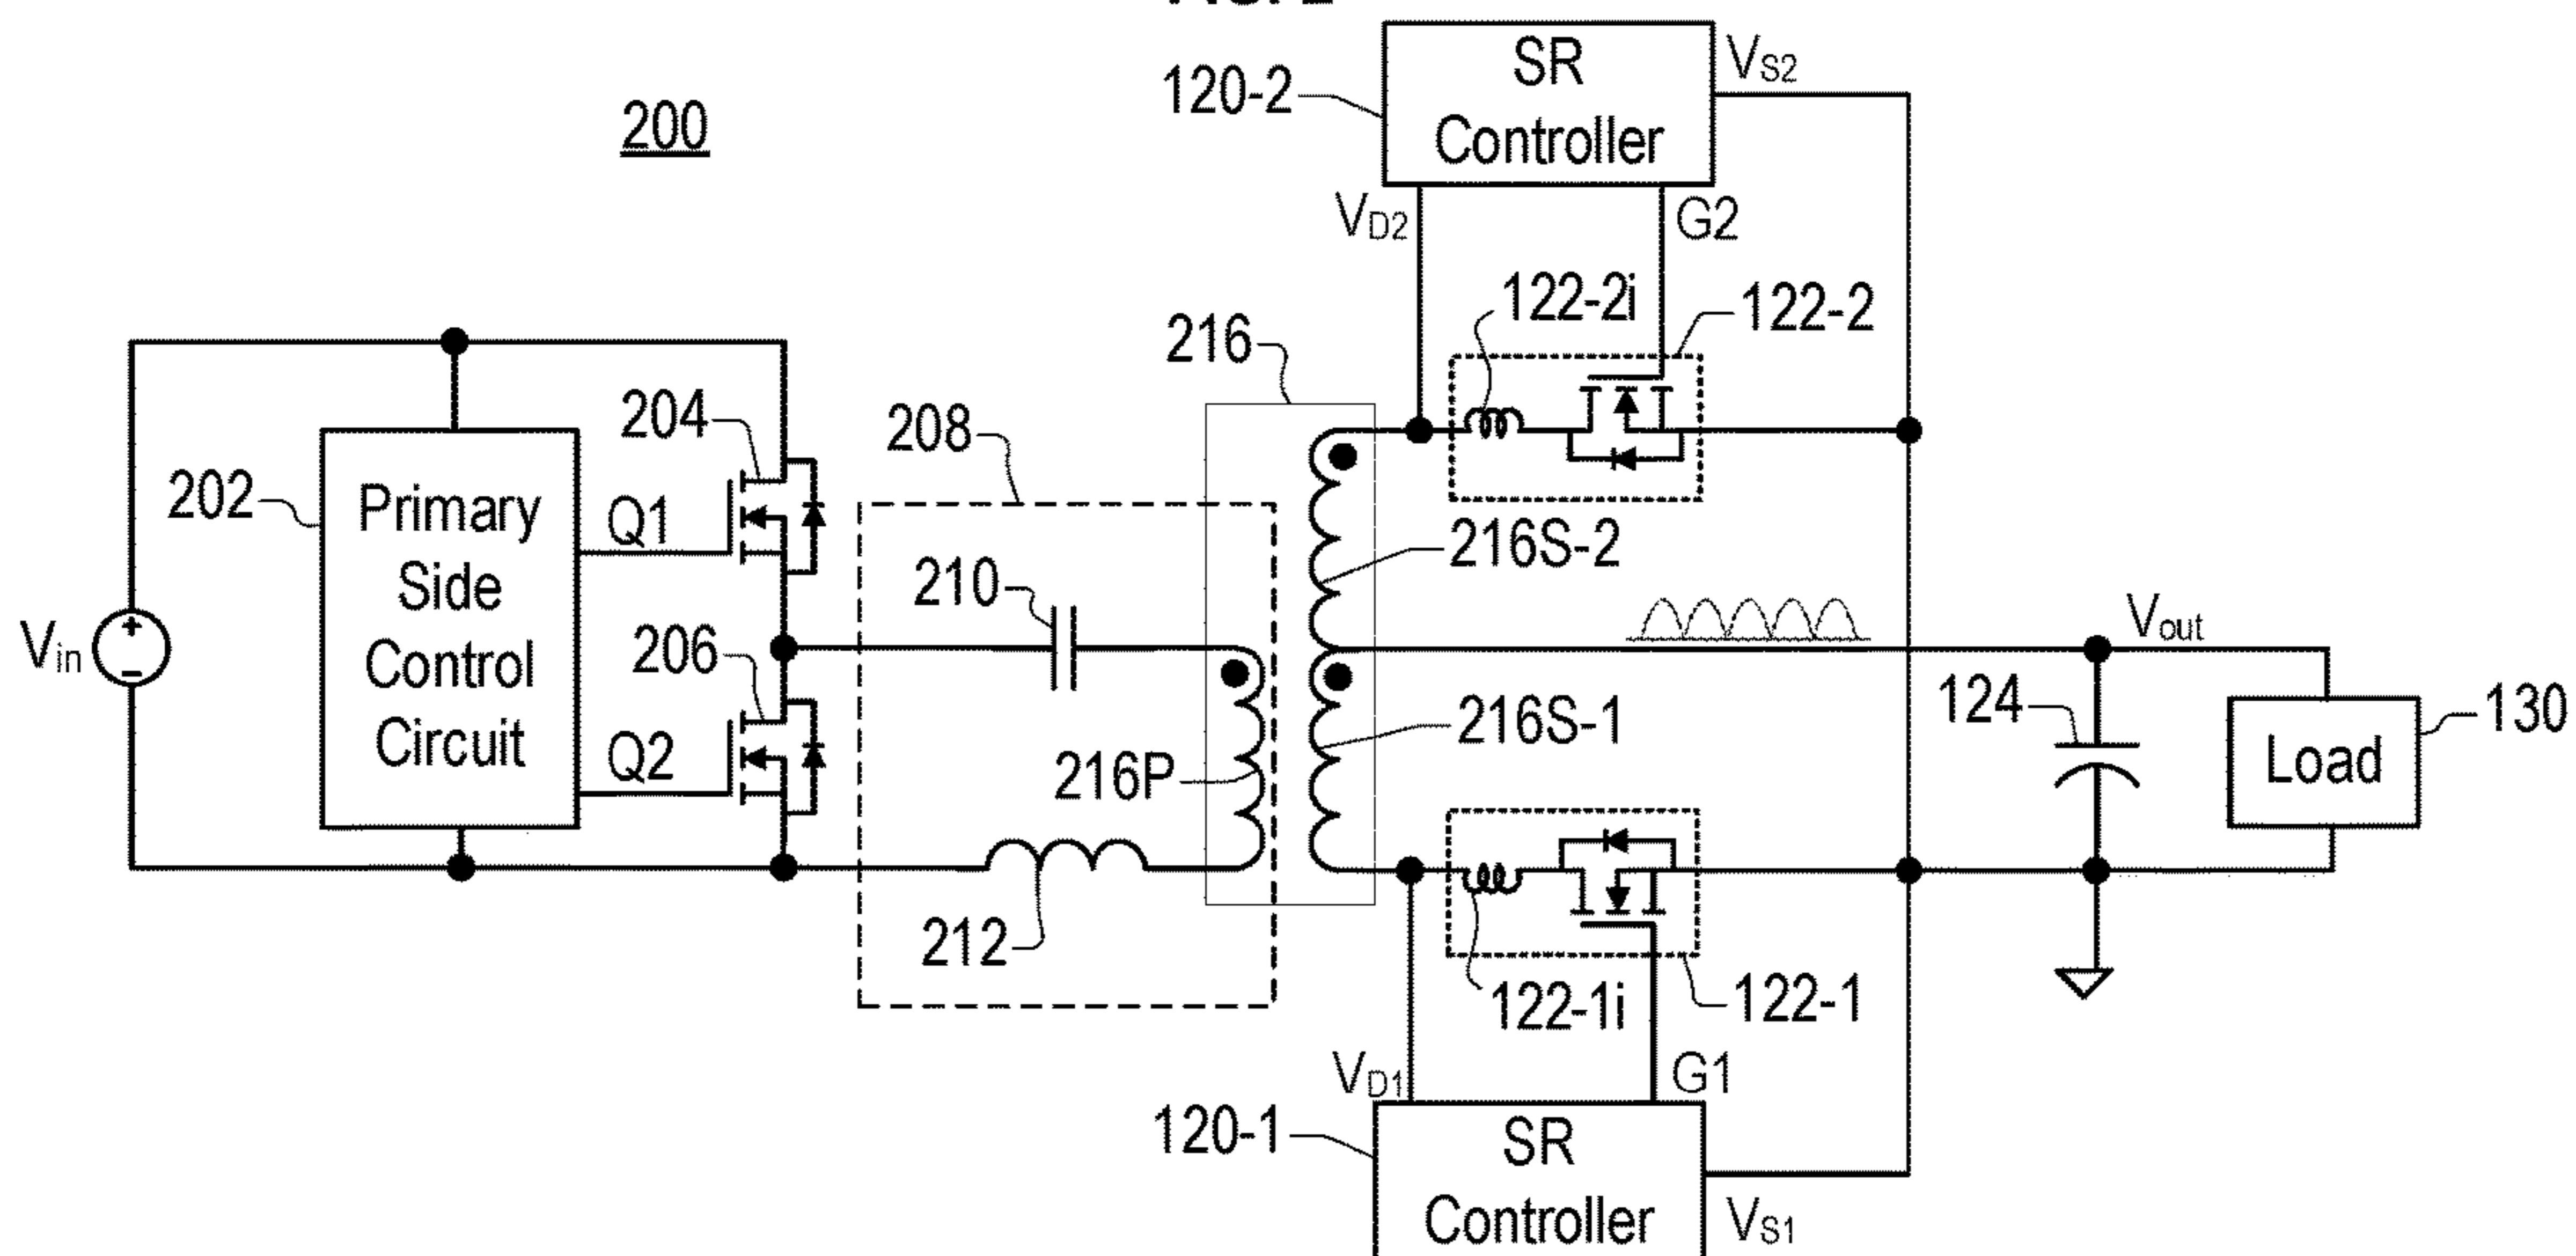 200
120-2
SR
Controller
VS2
VD2
G2
122-2i
122-2
216
204
208
202
Primary
Side
Control
Circuit
Q1
210
216S-2
Vin
+
-
206
Vout
Q2
216P
216S-1
124
Load
130
212
122-1i
122-1
VD1
G1
120-1
SR
Controller
VS1